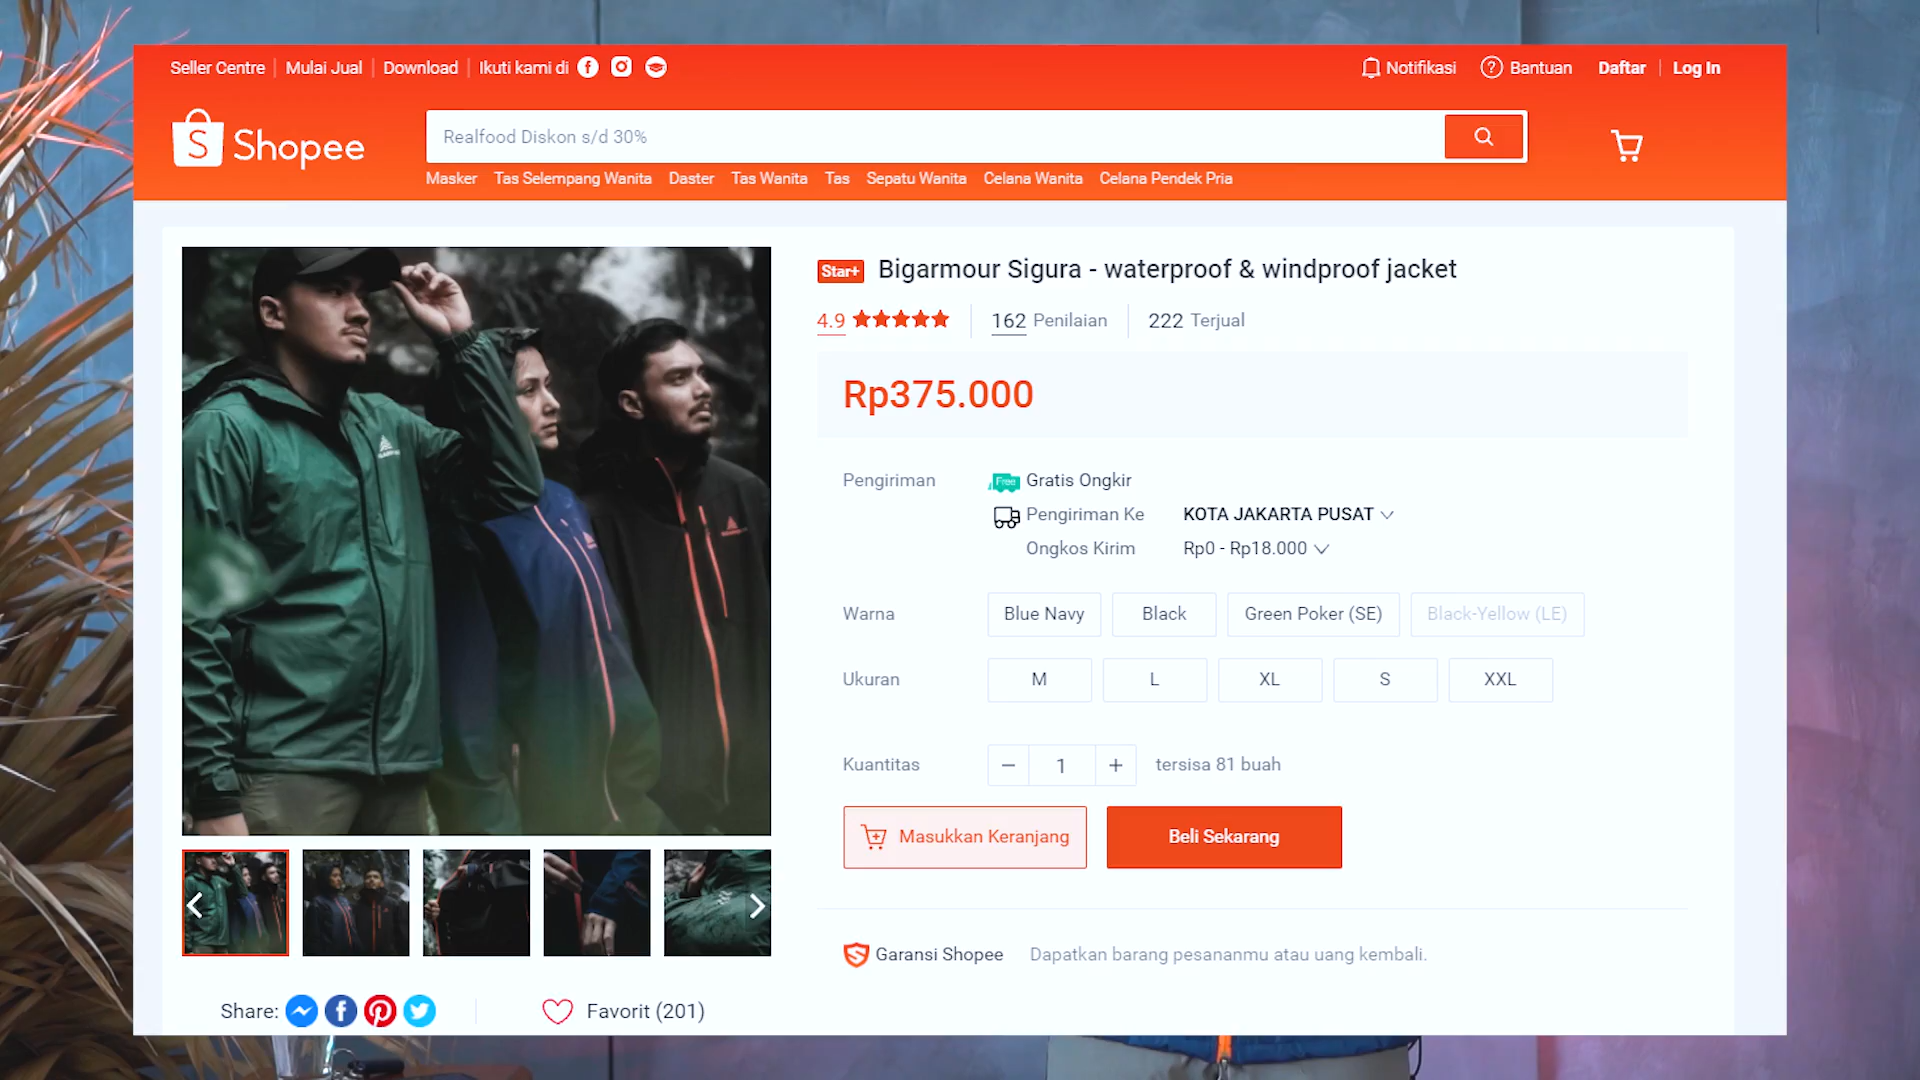 Seller Centre
Mulai Jual
Download
Ikuti kami di
Notifikasi
Bantuan
Daftar
Log In
Shopee
Realfood Diskon s/d 30%
Masker Tas Selempang Wanita Daster Tas Wanita Tas Sepatu Wanita Celana Wanita Celana Pendek Pria
Star+ Bigarmour Sigura - waterproof & windproof jacket
4.9 162 Penilaian 222 Terjual
Rp375.000
Pengiriman Free Gratis Ongkir
Pengiriman Ke KOTA JAKARTA PUSAT
Ongkos Kirim Rp0 - Rp18.000
Warna Blue Navy Black Green Poker (SE) Black-Yellow (LE)
Ukuran M L XL S XXL
Kuantitas 1 tersisa 81 buah
Masukkan Keranjang Beli Sekarang
Garansi Shopee Dapatkan barang pesananmu atau uang kembali.
Share: Favorit (201)